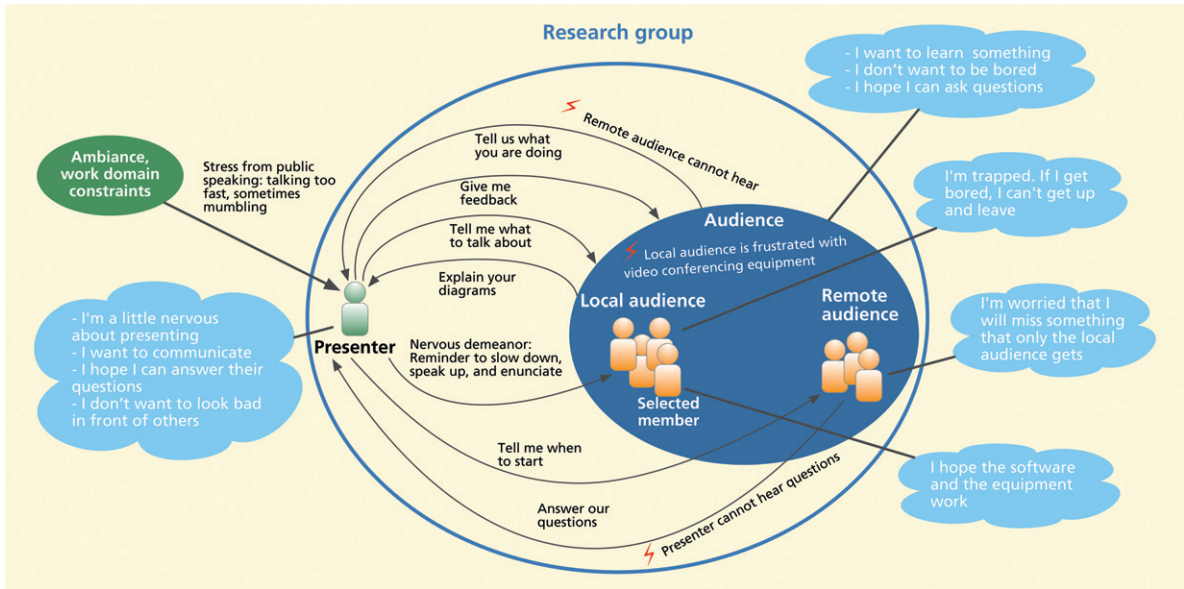 Research group
- I want to learn  something
- I don't want to be bored
- I hope I can ask questions
Remote audience cannot hear
Tell us what
you are doing
Ambiance,
work domain
constraints
Stress from public
speaking: talking too
fast, sometimes
mumbling
Give me
feedback
I'm trapped. If I get
bored, I can't get up
and leave
Audience
Tell me what
to talk about
Local audience is frustrated with
video conferencing equipment
Explain your
diagrams
Local audience
Remote
audience
I'm worried that I
will miss something
that only the local
audience gets
- I'm a little nervous
about presenting
- I want to communicate
- I hope I can answer their
questions
- I don't want to look bad
in front of others
Presenter
Nervous demeanor:
Reminder to slow down,
speak up, and enunciate
Selected
member
Tell me when
to start
I hope the software
and the equipment
work
Answer our
questions
Presenter cannot hear questions